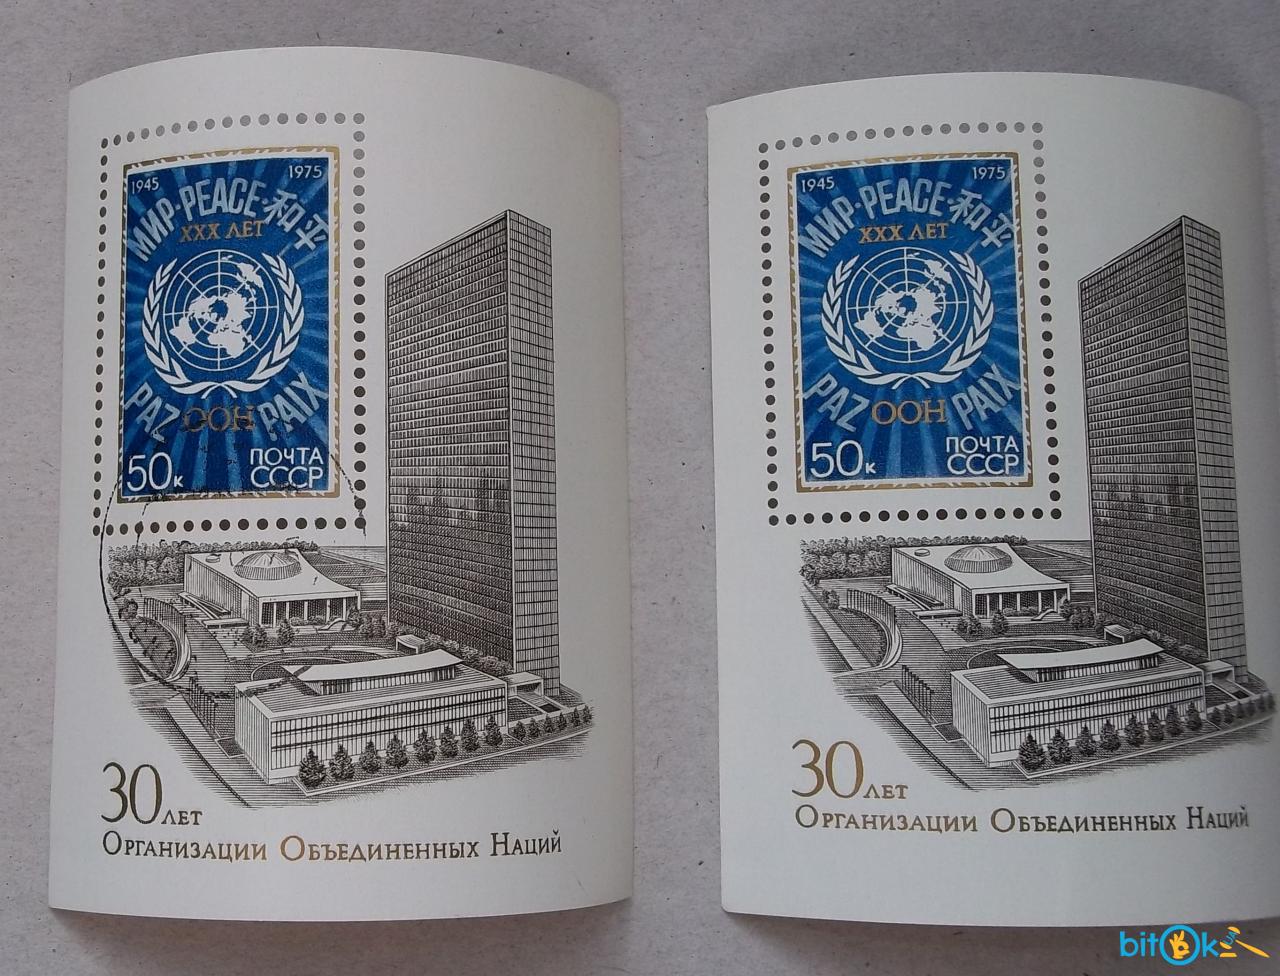 1945 1975
МИР·PEACE·和平
XXX ЛЕТ
PAZ ООН PAIX
50к ПОЧТА
СССР
30 ЛЕТ
ОРГАНИЗАЦИИ ОБЪЕДИНЕННЫХ НАЦИЙ
1945 1975
МИР·PEACE·和平
XXX ЛЕТ
PAZ ООН PAIX
50к ПОЧТА
СССР
30 ЛЕТ
ОРГАНИЗАЦИИ ОБЪЕДИНЕННЫХ НАЦИЙ
bitOk UA